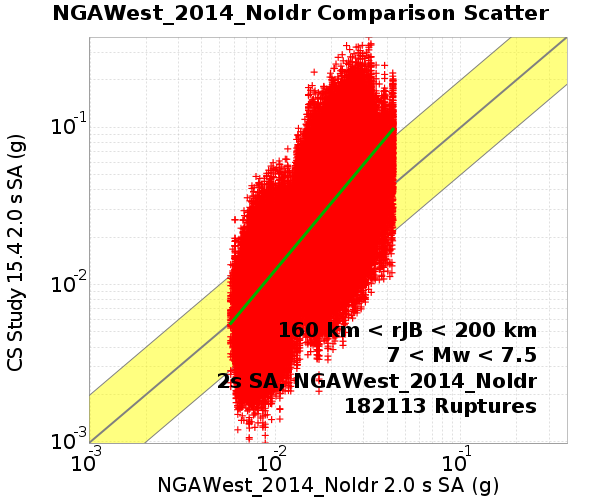 NGAWest_2014_NoIdr Comparison Scatter
CS Study 15.4 2.0 s SA (g)
10-1
10-2
10-3
160 km < rJB < 200 km
7 < Mw < 7.5
2s SA, NGAWest_2014_NoIdr
182113 Ruptures
10-3
10-2
10-1
NGAWest_2014_NoIdr 2.0 s SA (g)